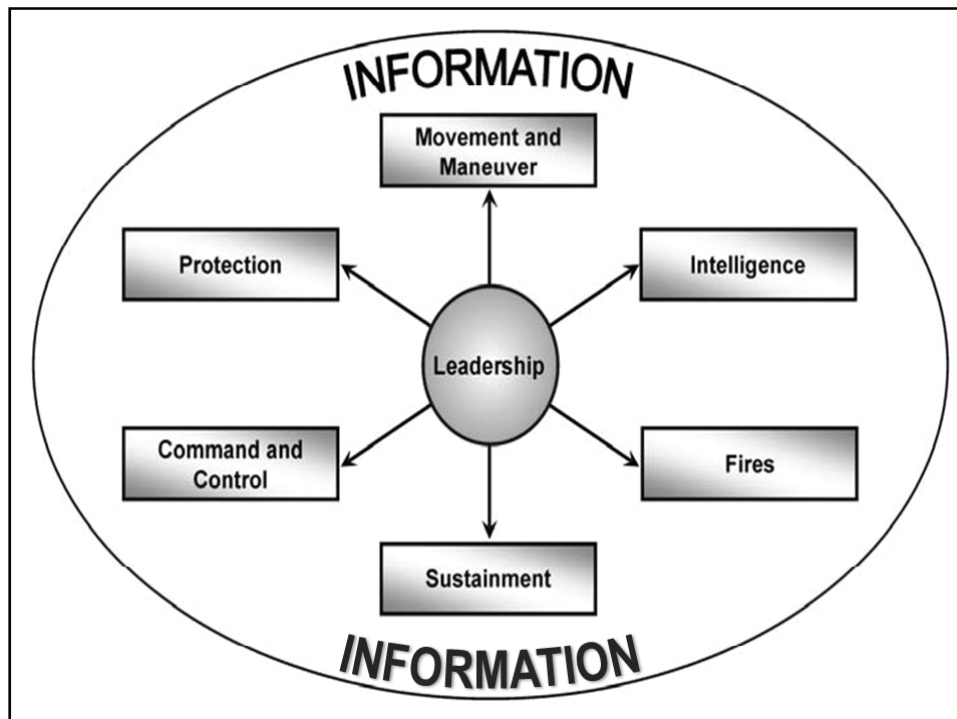 INFORMATION
Movement and
Maneuver
Protection
Intelligence
Leadership
Command and
Control
Fires
Sustainment
INFORMATION